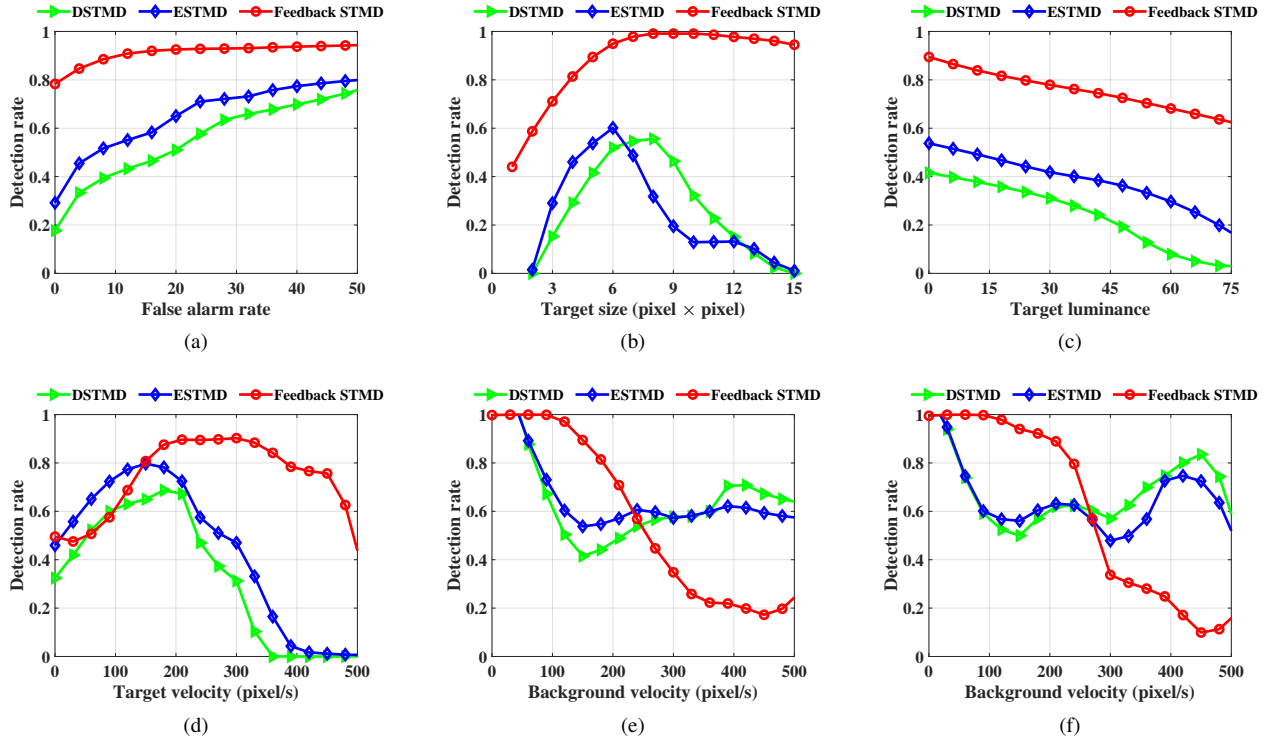 DSTMD ESTMD Feedback STMD
1
0.8
0.6
0.4
0.2
0
Detection rate
0 10 20 30 40 50
False alarm rate
(a)
DSTMD ESTMD Feedback STMD
1
0.8
0.6
0.4
0.2
0
Detection rate
3 6 9 12 15
Target size (pixel × pixel)
(b)
DSTMD ESTMD Feedback STMD
1
0.8
0.6
0.4
0.2
0
Detection rate
0 15 30 45 60 75
Target luminance
(c)
DSTMD ESTMD Feedback STMD
1
0.8
0.6
0.4
0.2
0
Detection rate
0 100 200 300 400 500
Target velocity (pixel/s)
(d)
DSTMD ESTMD Feedback STMD
1
0.8
0.6
0.4
0.2
0
Detection rate
0 100 200 300 400 500
Background velocity (pixel/s)
(e)
DSTMD ESTMD Feedback STMD
1
0.8
0.6
0.4
0.2
0
Detection rate
0 100 200 300 400 500
Background velocity (pixel/s)
(f)